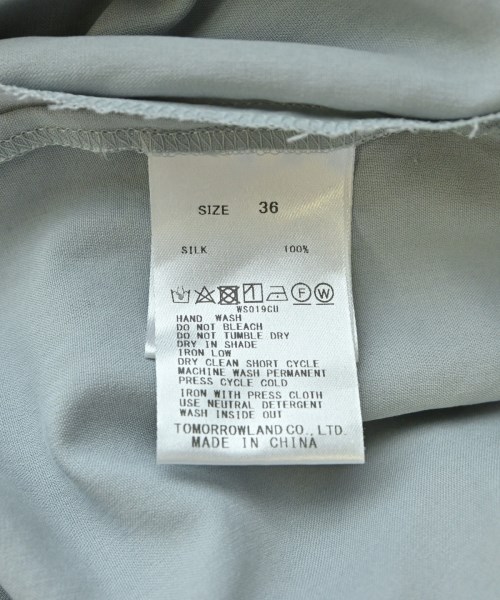 SIZE 36
SILK 100%
F W
WS019CU
HAND WASH
DO NOT BLEACH
DO NOT TUMBLE DRY
DRY IN SHADE
IRON LOW
DRY CLEAN SHORT CYCLE
MACHINE WASH PERMANENT
PRESS CYCLE COLD
IRON WITH PRESS CLOTH
USE NEUTRAL DETERGENT
WASH INSIDE OUT
TOMORROWLAND CO., LTD.
MADE IN CHINA